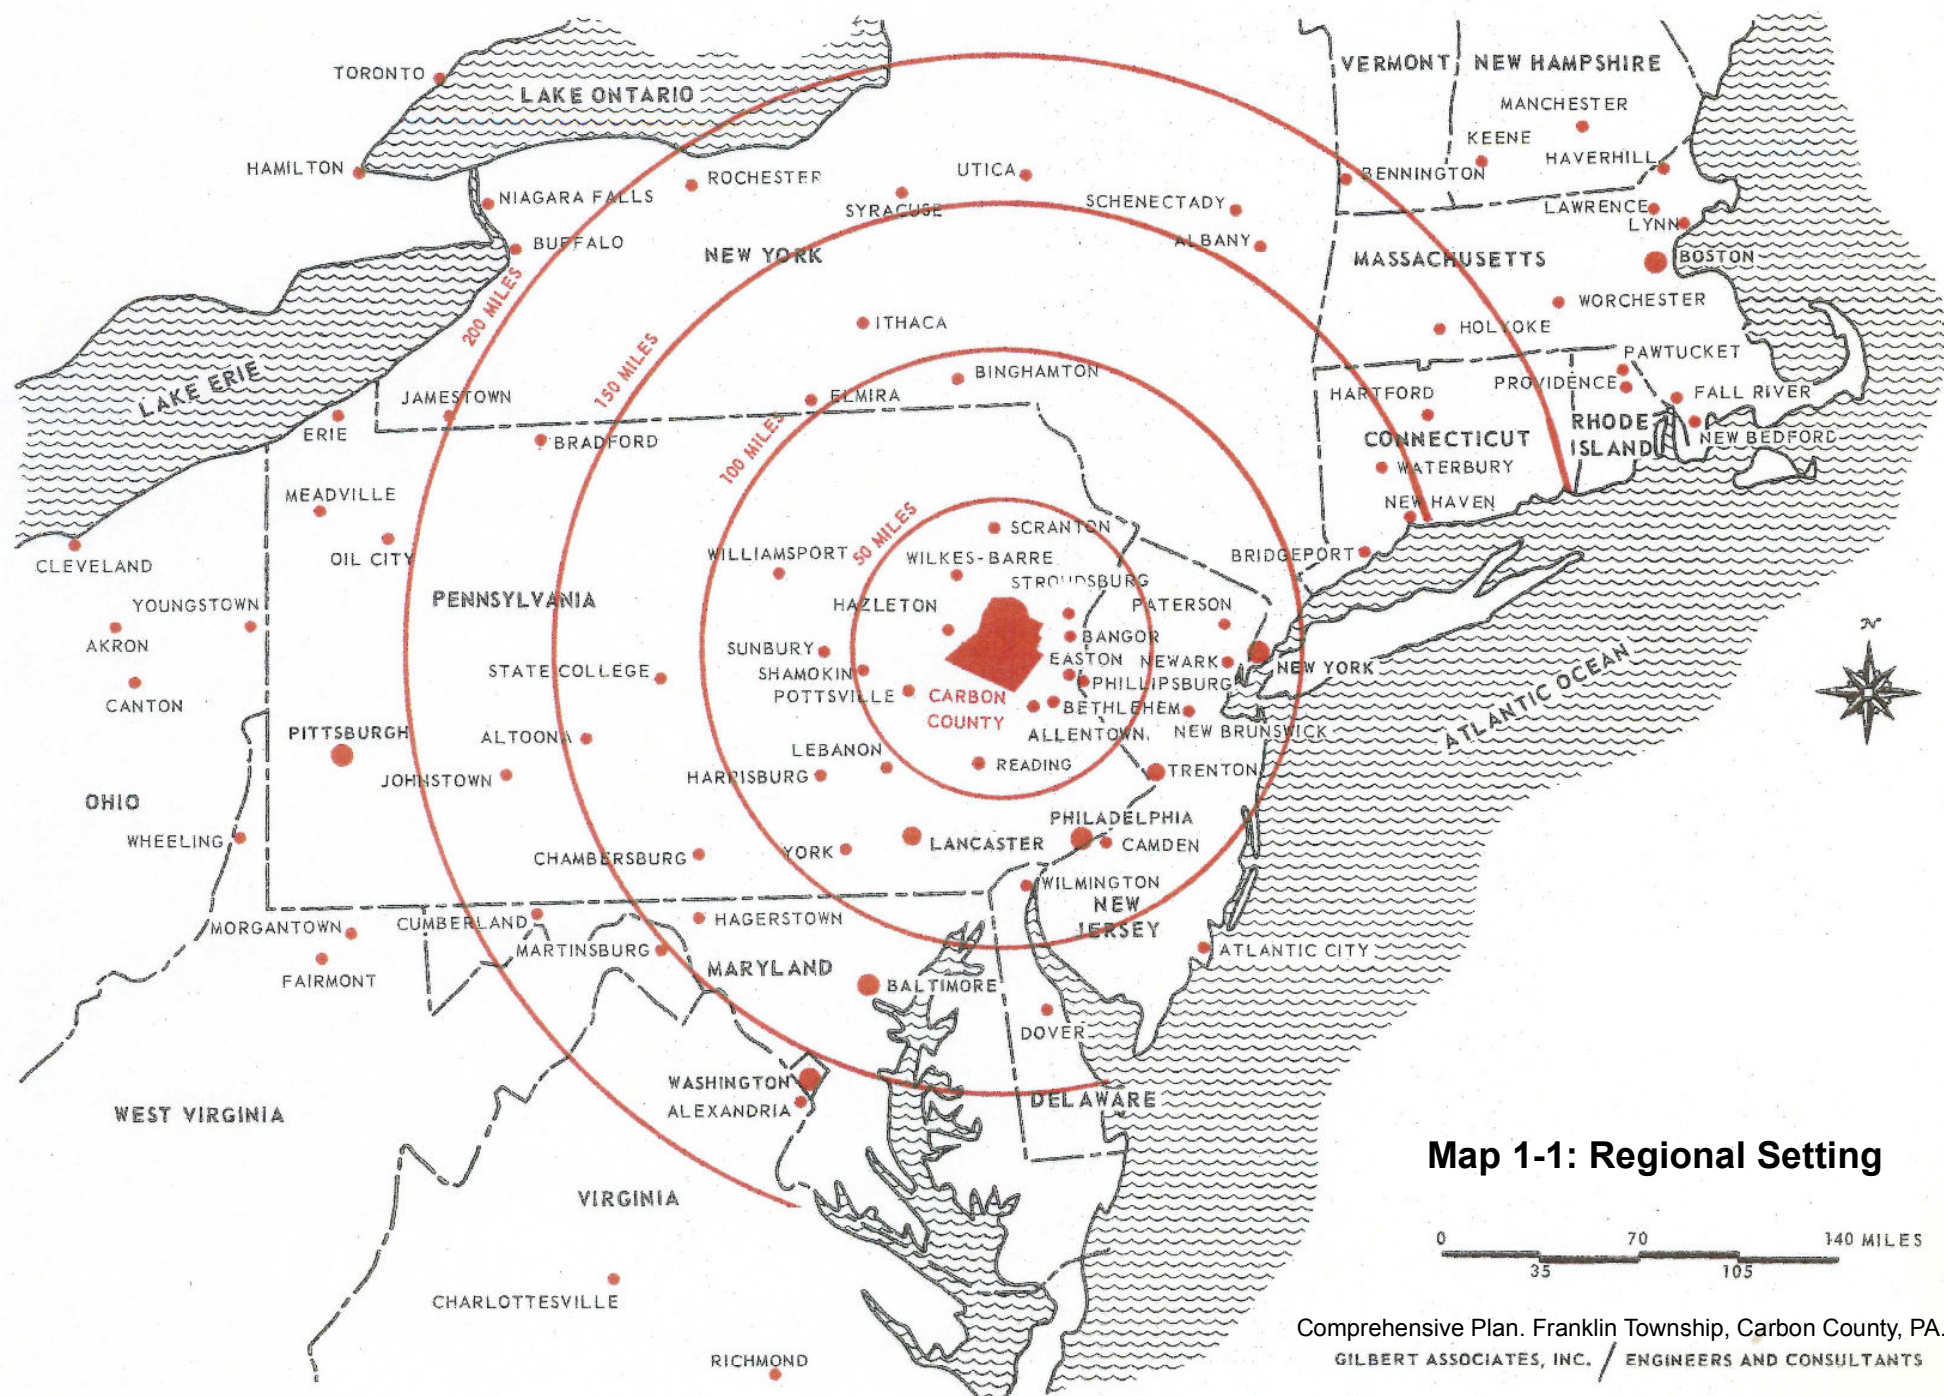 TORONTO
LAKE ONTARIO
VERMONT
NEW HAMPSHIRE
MANCHESTER
KEENE
HAVERHILL
HAMILTON
NIAGARA FALLS
ROCHESTER
UTICA
SYRACUSE
SCHENECTADY
BENNINGTON
LAWRENCE
LYNN
BUFFALO
NEW YORK
ALBANY
MASSACHUSETTS
BOSTON
200 MILES
WORCHESTER
ITHACA
HOLYOKE
150 MILES
PAWTUCKET
LAKE ERIE
BINGHAMTON
PROVIDENCE
JAMESTOWN
ELMIRA
HARTFORD
FALL RIVER
ERIE
BRADFORD
100 MILES
CONNECTICUT
RHODE
ISLAND
NEW BEDFORD
WATERBURY
MEADVILLE
NEW HAVEN
50 MILES
SCRANTON
OIL CITY
WILLIAMSPORT
WILKES-BARRE
BRIDGEPORT
CLEVELAND
STROUDSBURG
YOUNGSTOWN
PENNSYLVANIA
HAZLETON
PATERSON
AKRON
BANGOR
SUNBURY
EASTON
NEWARK
NEW YORK
STATE COLLEGE
SHAMOKIN
PHILLIPSBURG
POTTSVILLE
CARBON
COUNTY
CANTON
BETHLEHEM
ATLANTIC OCEAN
N
PITTSBURGH
ALTOONA
ALLENTOWN
NEW BRUNSWICK
LEBANON
JOHNSTOWN
HARRISBURG
READING
TRENTON
OHIO
PHILADELPHIA
WHEELING
CHAMBERSBURG
YORK
LANCASTER
CAMDEN
WILMINGTON
NEW
JERSEY
MORGANTOWN
CUMBERLAND
HAGERSTOWN
MARTINSBURG
ATLANTIC CITY
FAIRMONT
MARYLAND
BALTIMORE
DOVER
WASHINGTON
ALEXANDRIA
DELAWARE
WEST VIRGINIA
Map 1-1: Regional Setting
VIRGINIA
0 70 140 MILES
35 105
CHARLOTTESVILLE
Comprehensive Plan. Franklin Township, Carbon County, PA.
RICHMOND
GILBERT ASSOCIATES, INC. / ENGINEERS AND CONSULTANTS